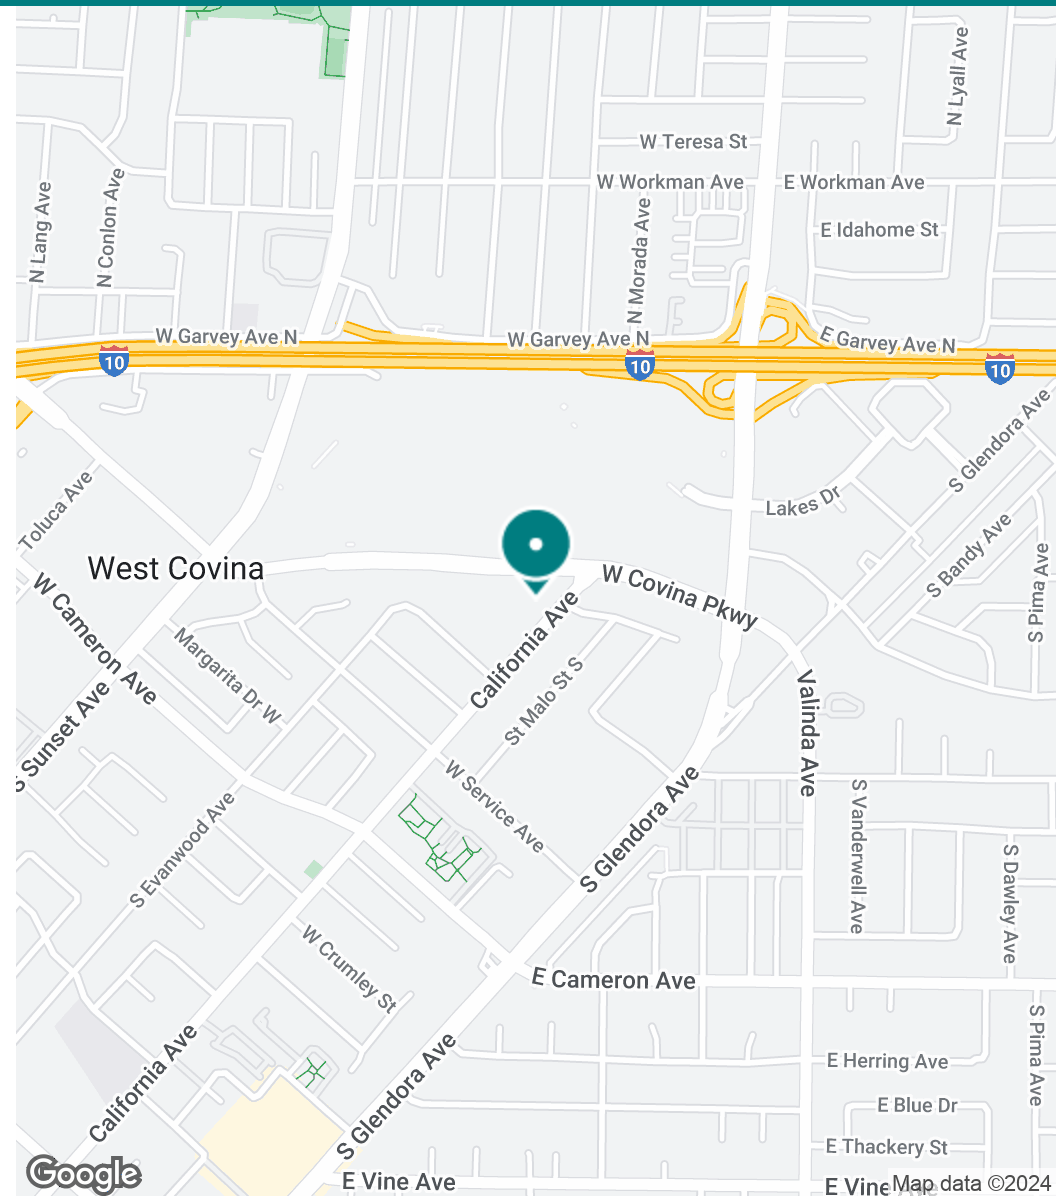 N Lyall Ave
W Teresa St
W Workman Ave
E Workman Ave
N Lang Ave
N Conlon Ave
N Morada Ave
E Idahome St
W Garvey Ave N
W Garvey Ave N
E Garvey Ave N
10
10
10
S Glendora Ave
Toluca Ave
Lakes Dr
S Bandy Ave
S Pima Ave
West Covina
W Covina Pkwy
W Cameron Ave
California Ave
Margarita Dr W
St Malo St S
S Sunset Ave
Valinda Ave
W Service Ave
S Glendora Ave
S Evanwood Ave
S Vanderwell Ave
S Dawley Ave
W Crumley St
E Cameron Ave
S Pima Ave
California Ave
S Glendora Ave
E Herring Ave
E Blue Dr
E Thackery St
E Vine Ave
E Vine Ave
Google
Map data ©2024